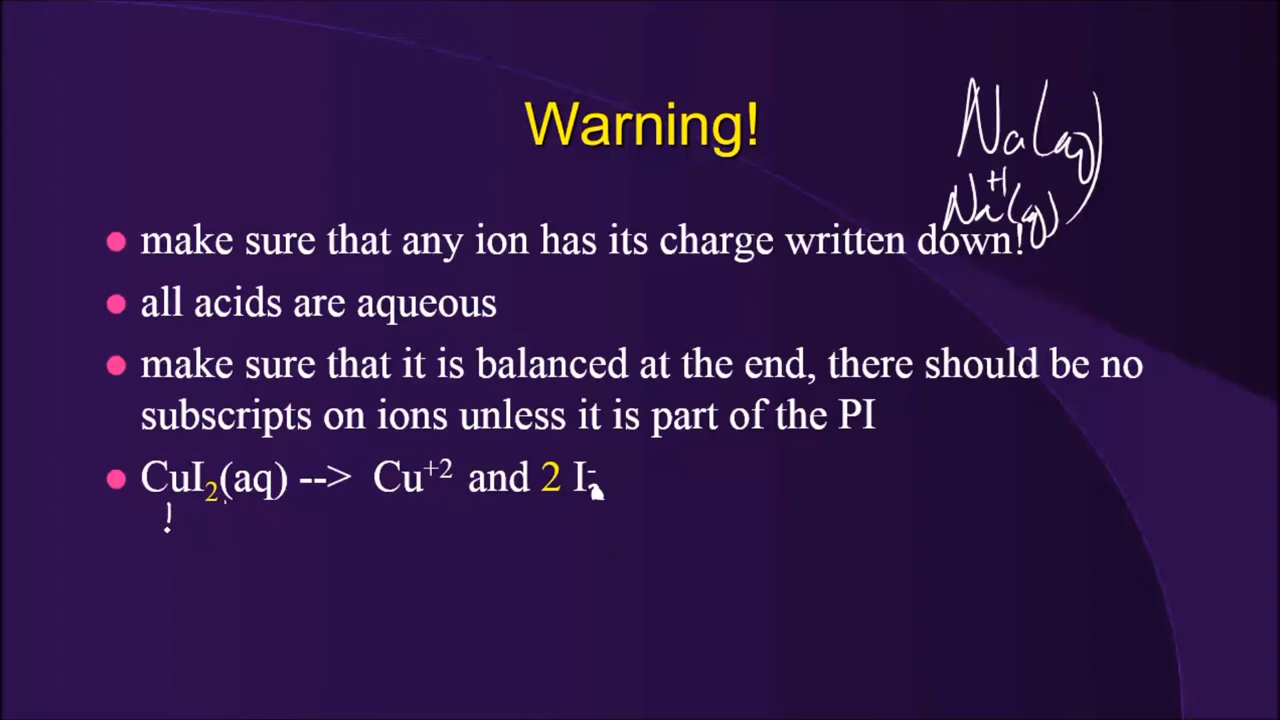 Warning!
Na(aq)
Na⁺¹(aq)
• make sure that any ion has its charge written down!
• all acids are aqueous
• make sure that it is balanced at the end, there should be no
subscripts on ions unless it is part of the PI
• CuI₂(aq) --> Cu⁺² and 2 I⁻